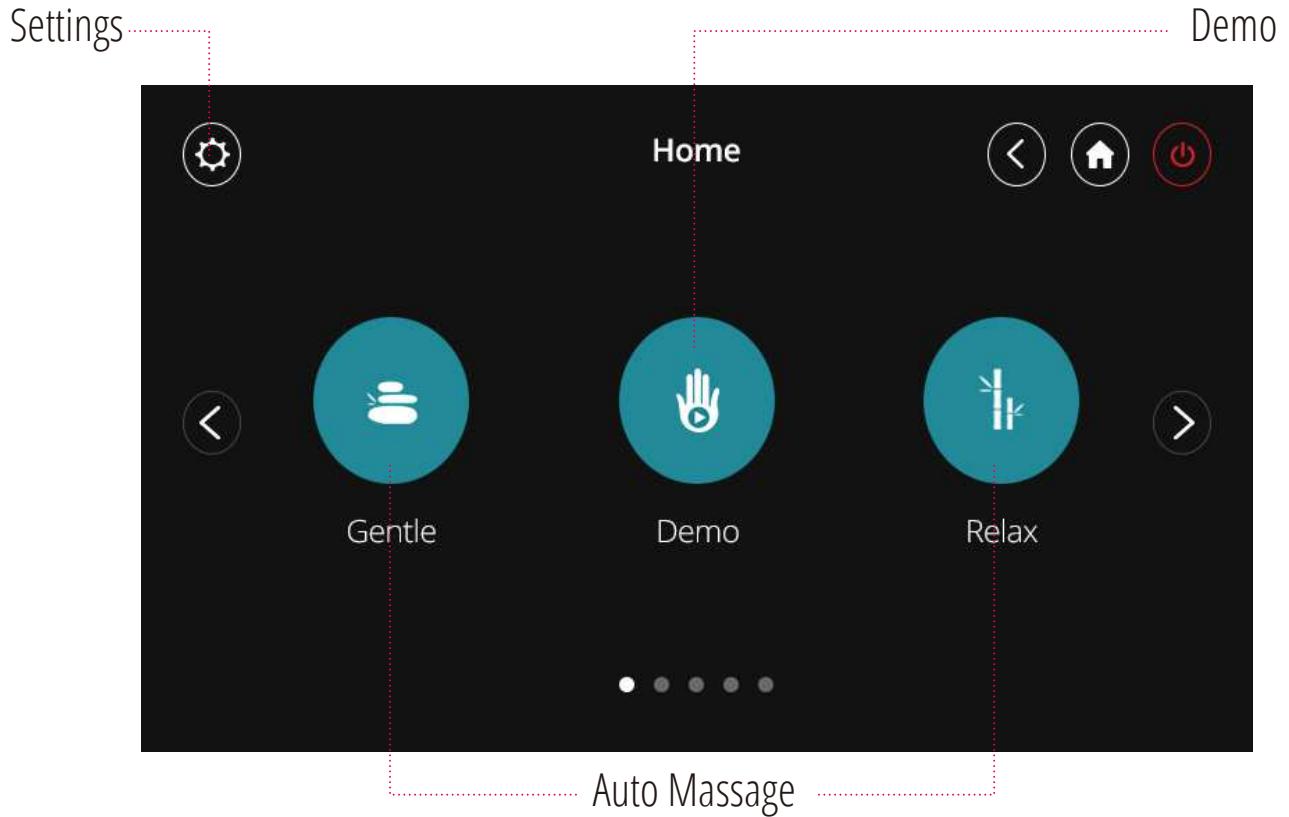 Settings
Demo
Home
Gentle
Demo
Relax
Auto Massage